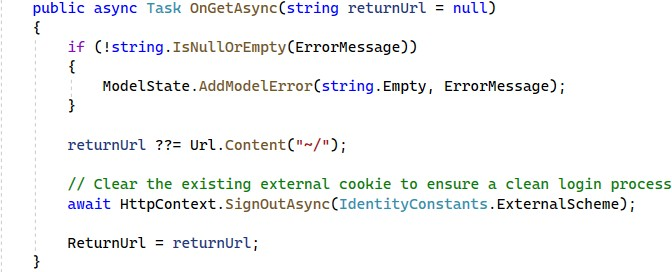 public async Task OnGetAsync(string returnUrl = null)
{
if (!string.IsNullOrEmpty(ErrorMessage))
{
ModelState.AddModelError(string.Empty, ErrorMessage);
}
returnUrl ??= Url.Content("~/");
// Clear the existing external cookie to ensure a clean login process
await HttpContext.SignOutAsync(IdentityConstants.ExternalScheme);
ReturnUrl = returnUrl;
}